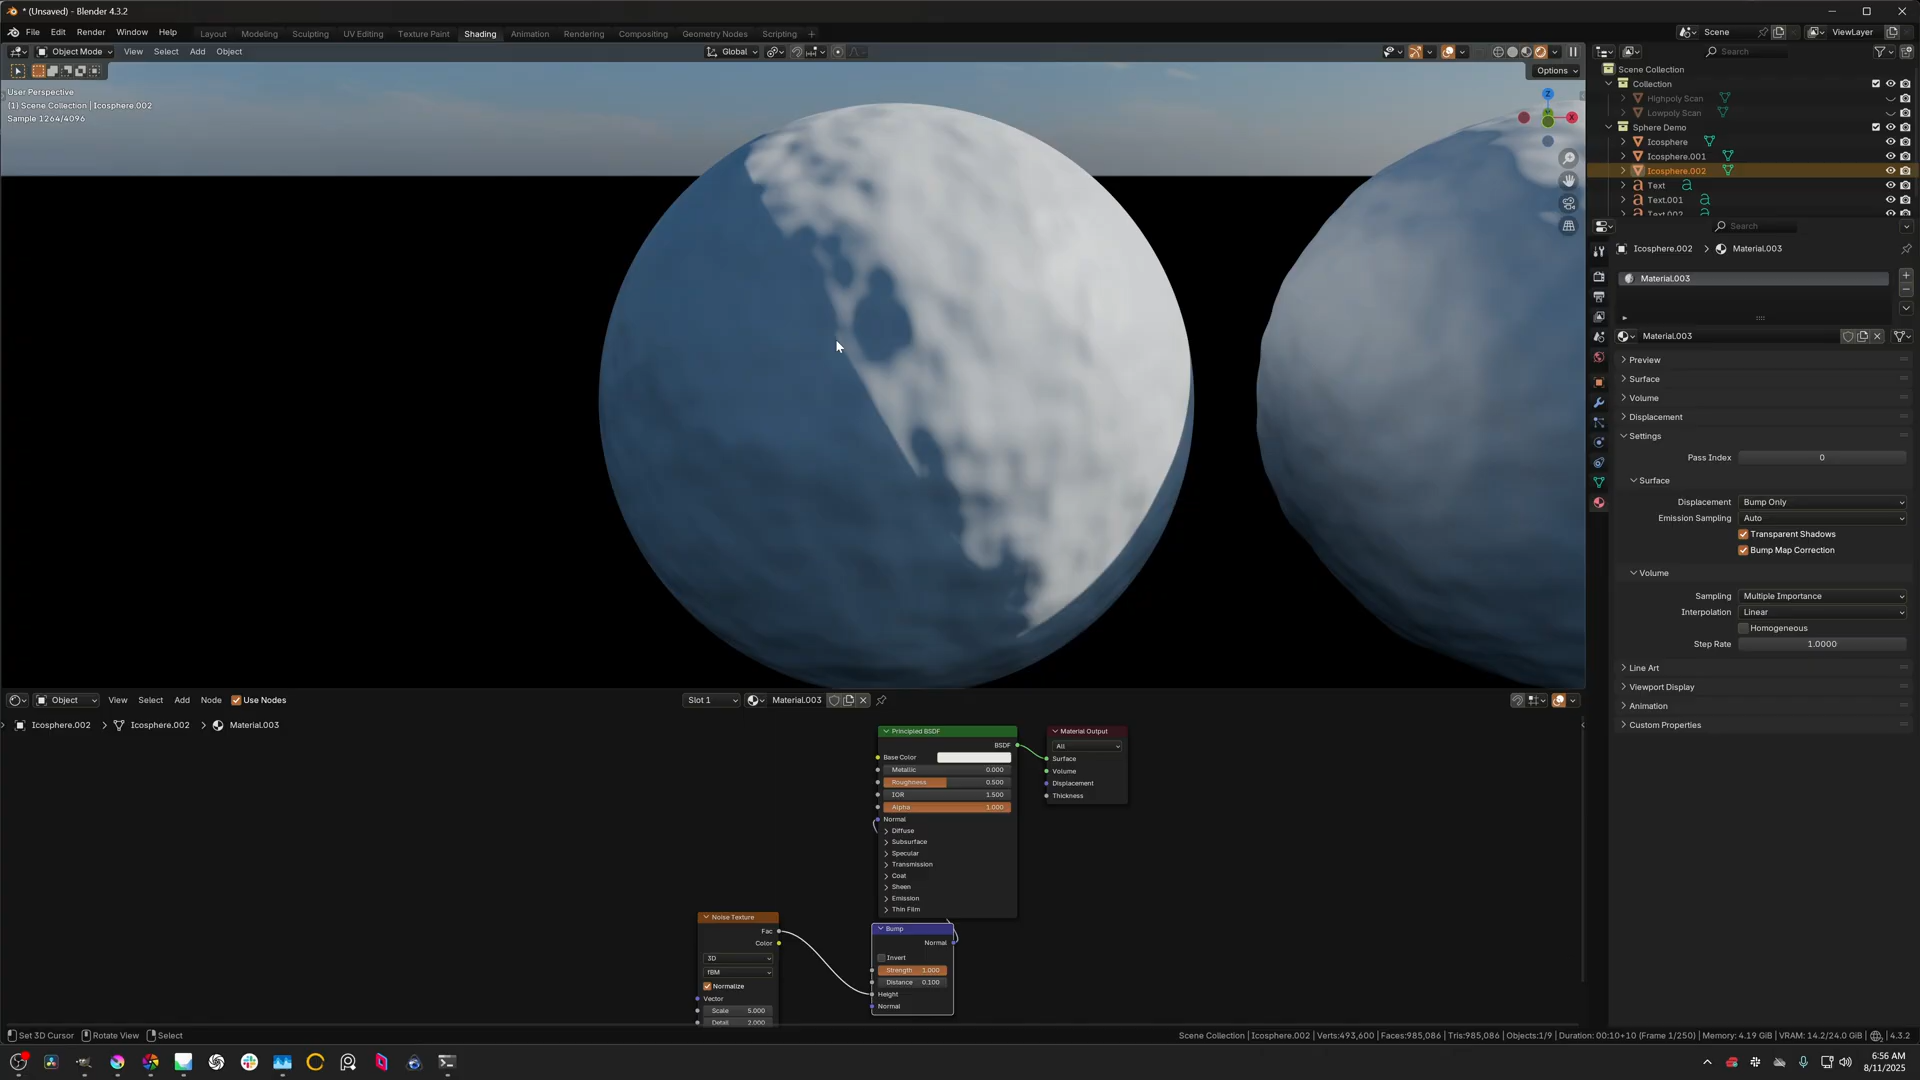 * (Unsaved) - Blender 4.3.2
File Edit Render Window Help Layout Modeling Sculpting UV Editing Texture Paint Shading Animation Rendering Compositing Geometry Nodes Scripting + Scene ViewLayer
Object Mode View Select Add Object Global Search
Options
User Perspective
(1) Scene Collection | Icosphere.002
Sample 1264/4096
Z
X
Scene Collection
Collection
Highpoly Scan
Lowpoly Scan
Sphere Demo
Icosphere
Icosphere.001
Icosphere.002
Text
Text.001
Text.002
Search
Icosphere.002 > Material.003
Material.003
Material.003
Preview
Surface
Volume
Displacement
Settings
Pass Index 0
Surface
Displacement Bump Only
Emission Sampling Auto
Transparent Shadows
Bump Map Correction
Volume
Sampling Multiple Importance
Interpolation Linear
Homogeneous
Step Rate 1.0000
Line Art
Viewport Display
Animation
Custom Properties
Object View Select Add Node Use Nodes Slot 1 Material.003
Icosphere.002 > Icosphere.002 > Material.003
Principled BSDF
BSDF
Base Color
Metallic 0.000
Roughness 0.500
IOR 1.500
Alpha 1.000
Normal
Diffuse
Subsurface
Specular
Transmission
Coat
Sheen
Emission
Thin Film
Material Output
All
Surface
Volume
Displacement
Thickness
Noise Texture
Fac
Color
3D
fBM
Normalize
Vector
Scale 5.000
Detail 2.000
Bump
Normal
Invert
Strength 1.000
Distance 0.100
Height
Normal
Set 3D Cursor Rotate View Select
Scene Collection | Icosphere.002 | Verts:493,600 | Faces:985,086 | Tris:985,086 | Objects:1/9 | Duration: 00:10+10 (Frame 1/250) | Memory: 4.19 GiB | VRAM: 14.2/24.0 GiB | 4.3.2
6:56 AM
8/11/2025